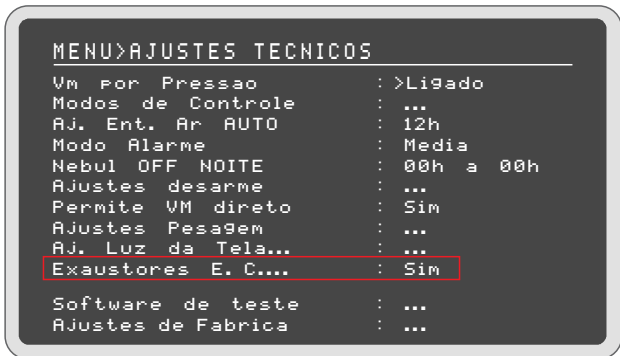 MENU>AJUSTES TECNICOS
Vm por Pressao : >Ligado
Modos de Controle : ...
Aj. Ent. Ar AUTO : 12h
Modo Alarme : Media
Nebul OFF NOITE : 00h a 00h
Ajustes desarme : ...
Permite VM direto : Sim
Ajustes Pesagem : ...
Aj. Luz da Tela... : ...
Exaustores E. C.... : Sim
Software de teste : ...
Ajustes de Fabrica : ...